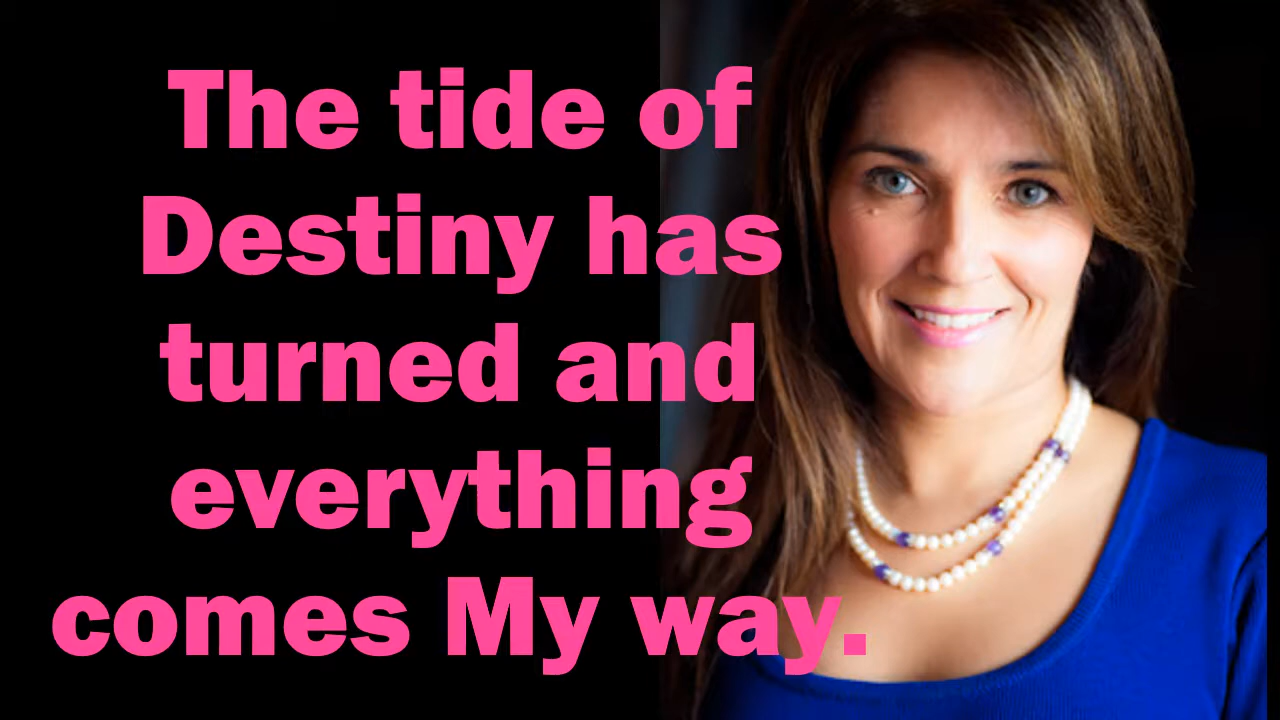 The tide of
Destiny has
turned and
everything
comes My way.